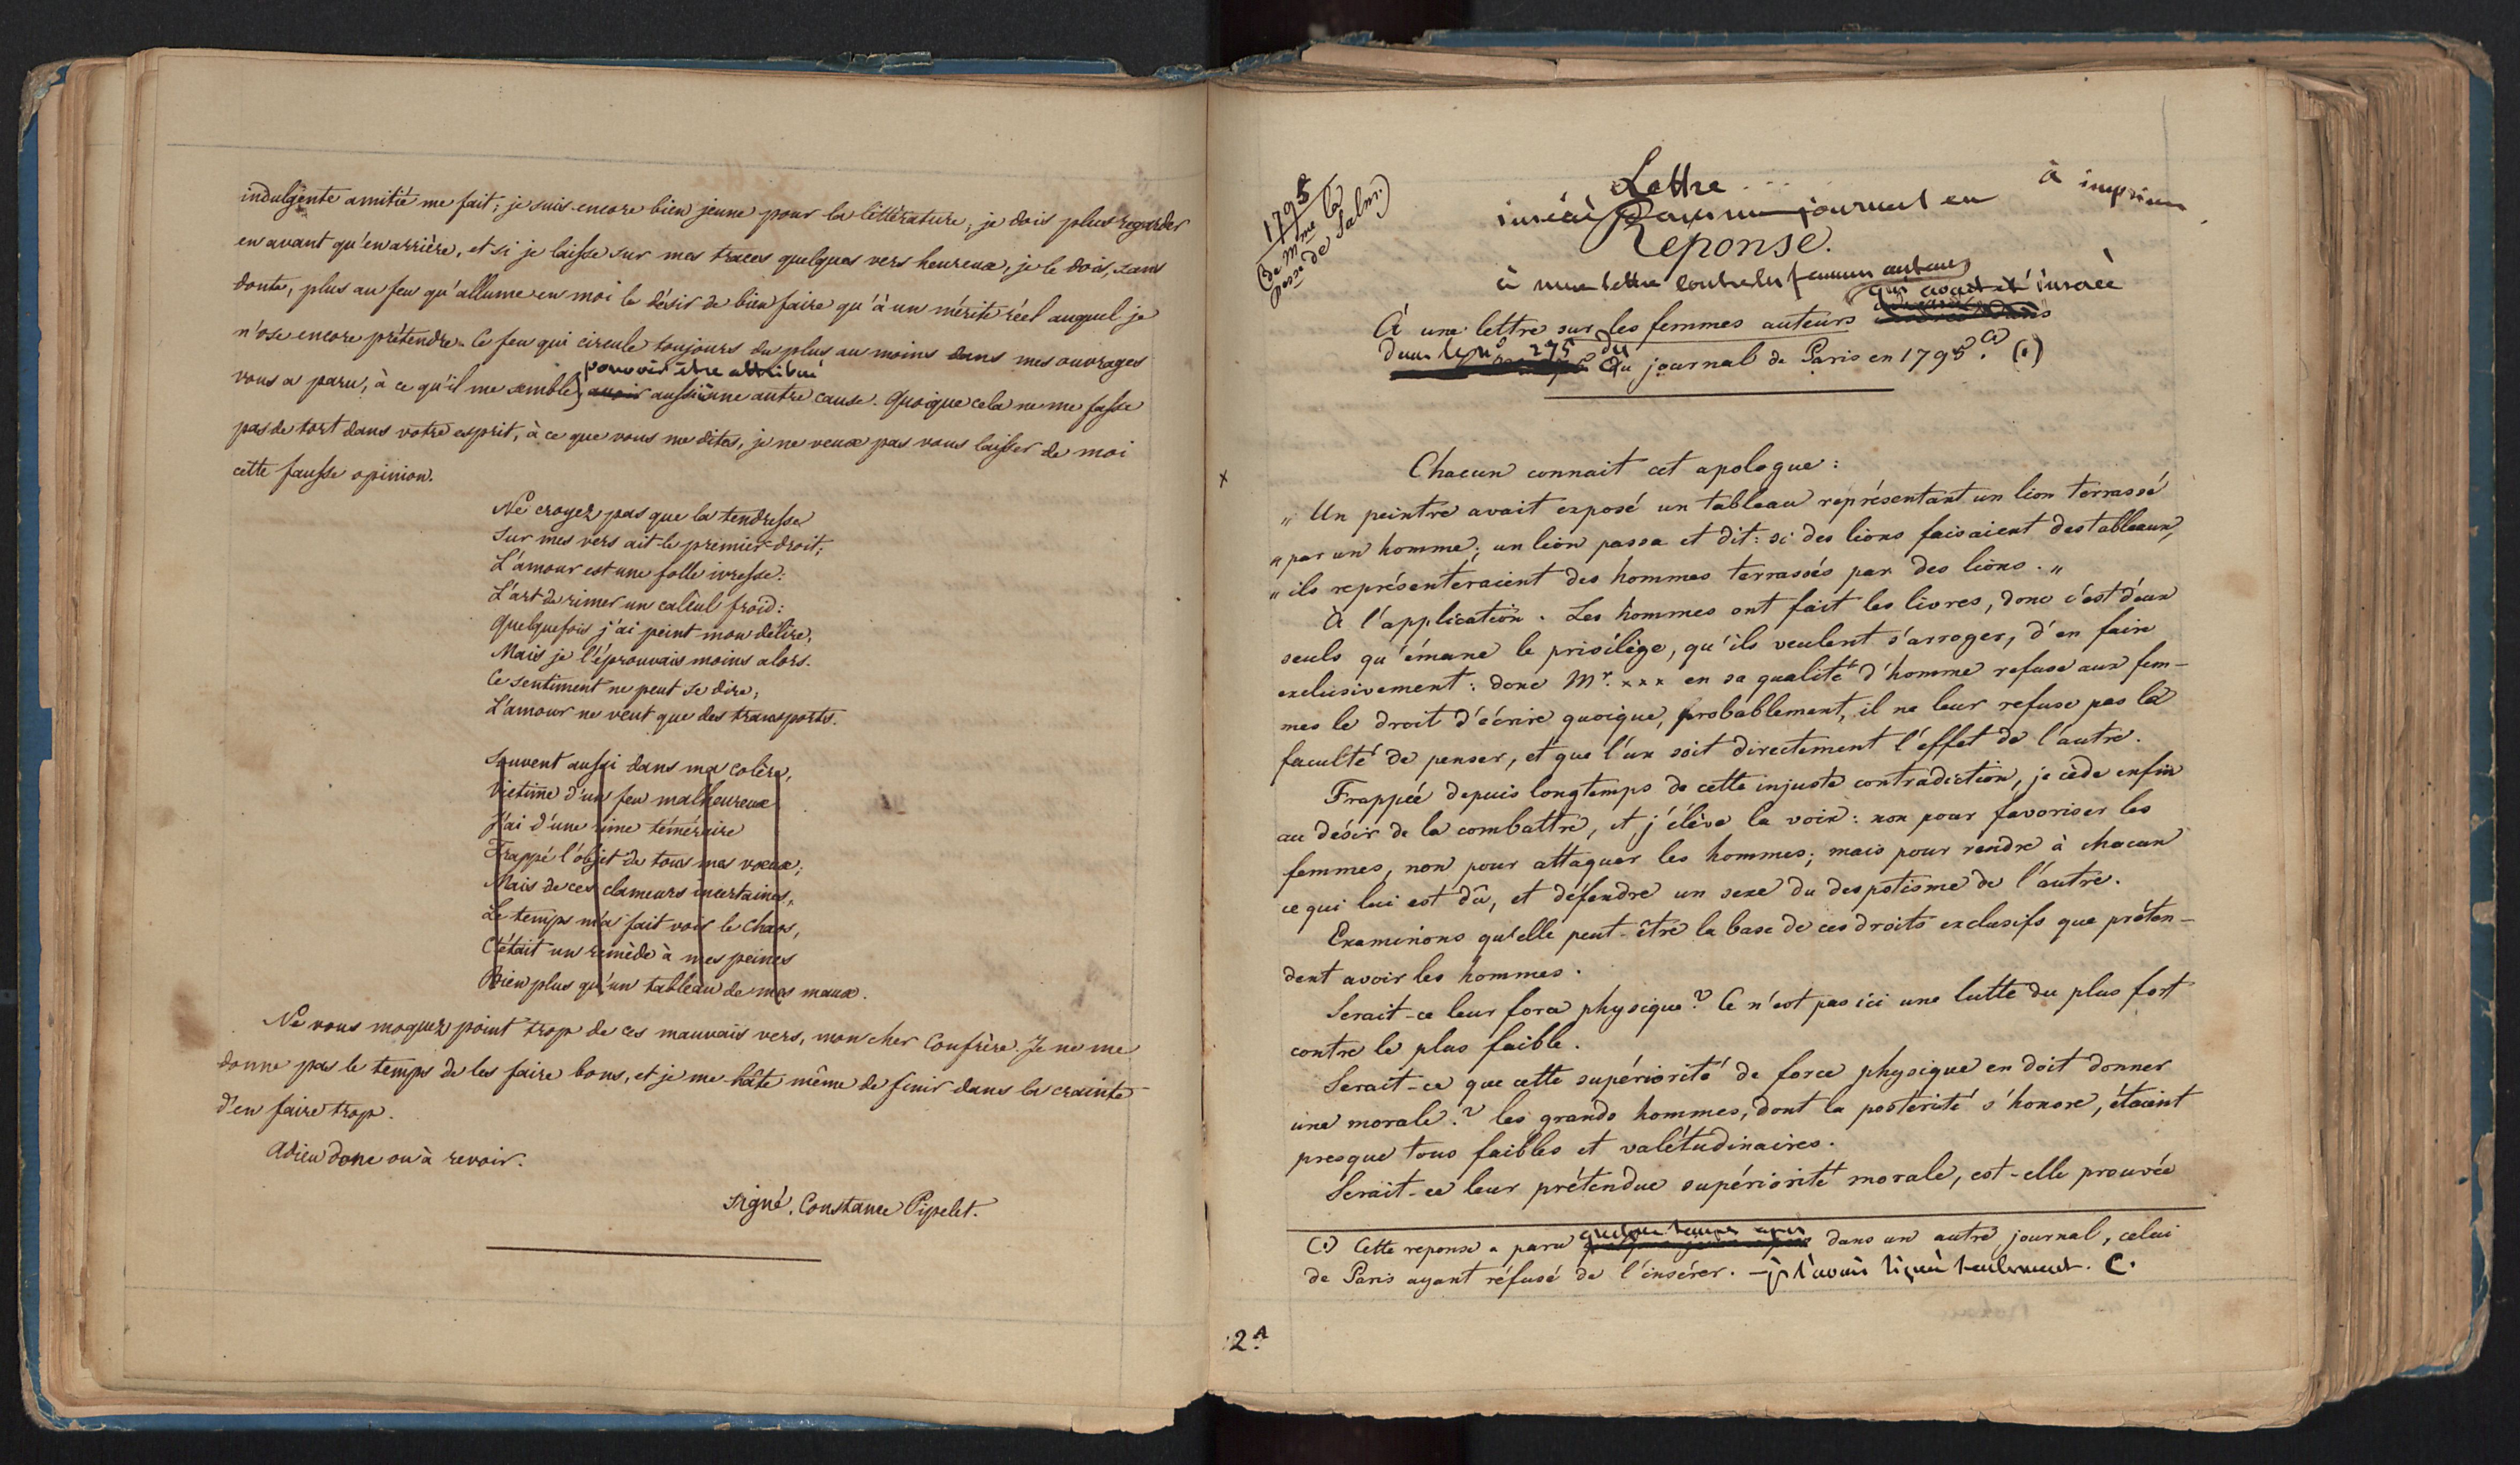 indulgente amitié me fait; je suis encore bien jeune pour la littérature, je dois plus regarder
en avant qu'en arrière, et si je laisse sur mes traces quelques vers heureux, je le dois, sans
doute, plus au feu qu'allume en moi le désir de bien faire qu'à un mérite réel auquel je
n'ose encore prétendre. Ce feu qui circule toujours du plus au moins dans mes ouvrages
pouvoir être attribué
vous a paru, à ce qu'il me semble, avoir aussi une autre cause. Quoique cela ne me fasse
pas de tort dans votre esprit, à ce que vous me dites, je ne veux pas vous laisser de moi
cette fausse opinion.
Ne croyez pas que la tendresse
Sur mes vers ait le premier droit;
L'amour est une folle ivresse:
L'art de rimer un calcul froid:
Quelquefois j'ai peint mon délire,
Mais je l'éprouvais moins alors.
Ce sentiment ne peut se dire,
L'amour ne veut que des transports.
Souvent aussi dans ma colère,
Victime d'un feu malheureux
J'ai d'une rime téméraire
Frappé l'objet de tous mes vœux;
Mais de ces clameurs incertaines,
Le temps m'a fait voir le chaos,
C'était un remède à mes peines
Bien plus qu'un tableau de mes maux.
Ne vous moquez point trop de ces mauvais vers, mon cher Confrère. Je ne me
donne pas le temps de les faire bons, et je me hâte même de finir dans la crainte
d'en faire trop.
Adieu donc ou à revoir.
signé, Constance Pipelet.
1795
(de Mme la
Psse de Salm.)
à imprimer
Lettre
insérée dans un journal en
Réponse.
à une lettre contre les femmes auteurs
qui avait été insérée
À une lettre sur les femmes auteurs
dans le no 275 du
du journal de Paris en 1795. (1)
Chacun connait cet apologue:
x
" Un peintre avait exposé un tableau représentant un lion terrassé
" par un homme; un lion passa et dit: si des lions faisaient des tableaux,
" ils représenteraient des hommes terrassés par des lions. "
À l'application. Les hommes ont fait les livres, donc c'est d'eux
seuls qu'émane le privilège, qu'ils veulent s'arroger, d'en faire
exclusivement: donc Mr. xxx en sa qualité d'homme refuse aux fem-
mes le droit d'écrire quoique, probablement, il ne leur refuse pas la
faculté de penser, et que l'un soit directement l'effet de l'autre.
Frappée depuis longtemps de cette injuste contradiction, je cède enfin
au désir de la combattre, et j'élève la voix: non pour favoriser les
femmes, non pour attaquer les hommes; mais pour rendre à chacun
ce qui lui est dû, et défendre un sexe du despotisme de l'autre.
Examinons qu'elle peut-être la base de ces droits exclusifs que préten-
dent avoir les hommes.
Serait-ce leur force physique? Ce n'est pas ici une lutte du plus fort
contre le plus faible.
Serait-ce que cette supériorité de force physique en doit donner
une morale? les grands hommes, dont la postérité s'honore, étaient
presque tous faibles et valétudinaires.
Serait-ce leur prétendue supériorité morale, est-elle prouvée
quelque temps après
(1) Cette reponse a paru dans un autre journal, celui
de Paris ayant réfusé de l'insérer. – je l'avais signée seulement. C.
2.A